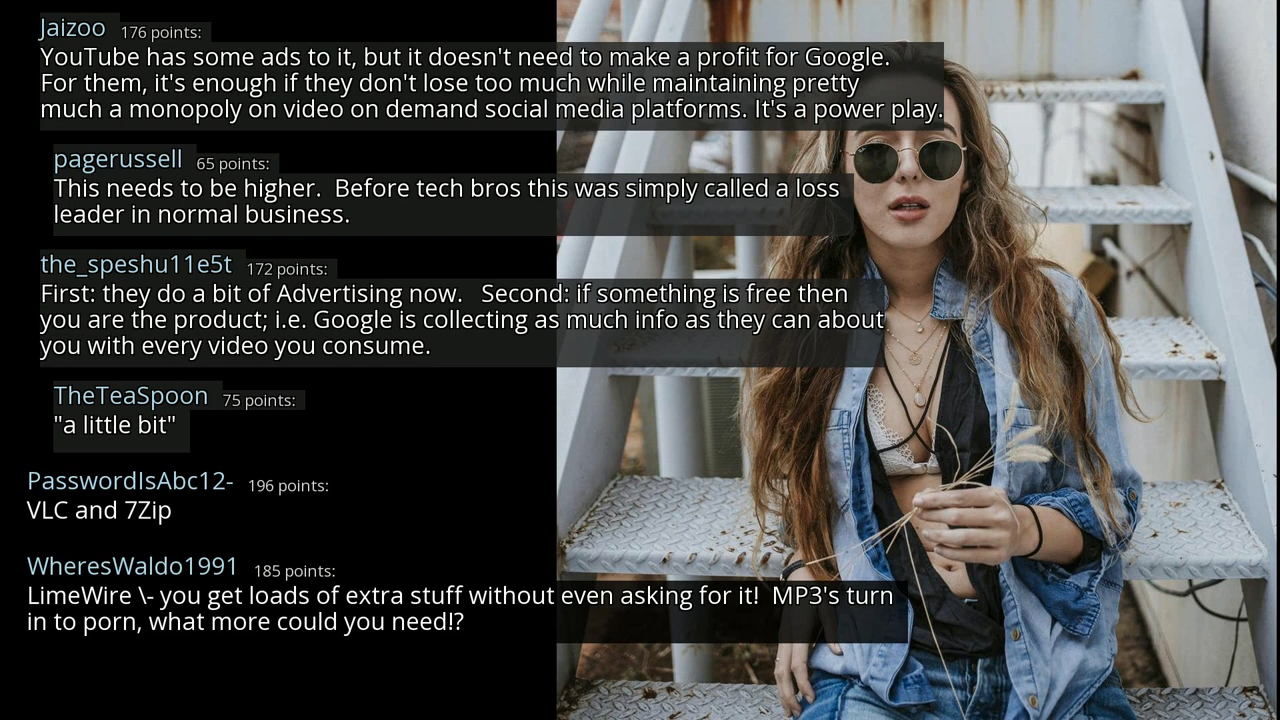 Jaizoo 176 points:
YouTube has some ads to it, but it doesn't need to make a profit for Google.
For them, it's enough if they don't lose too much while maintaining pretty
much a monopoly on video on demand social media platforms. It's a power play.
pagerussell 65 points:
This needs to be higher.  Before tech bros this was simply called a loss
leader in normal business.
the_speshu11e5t 172 points:
First: they do a bit of Advertising now.   Second: if something is free then
you are the product; i.e. Google is collecting as much info as they can about
you with every video you consume.
TheTeaSpoon 75 points:
"a little bit"
PasswordIsAbc12- 196 points:
VLC and 7Zip
WheresWaldo1991 185 points:
LimeWire \- you get loads of extra stuff without even asking for it!  MP3's turn
in to porn, what more could you need!?